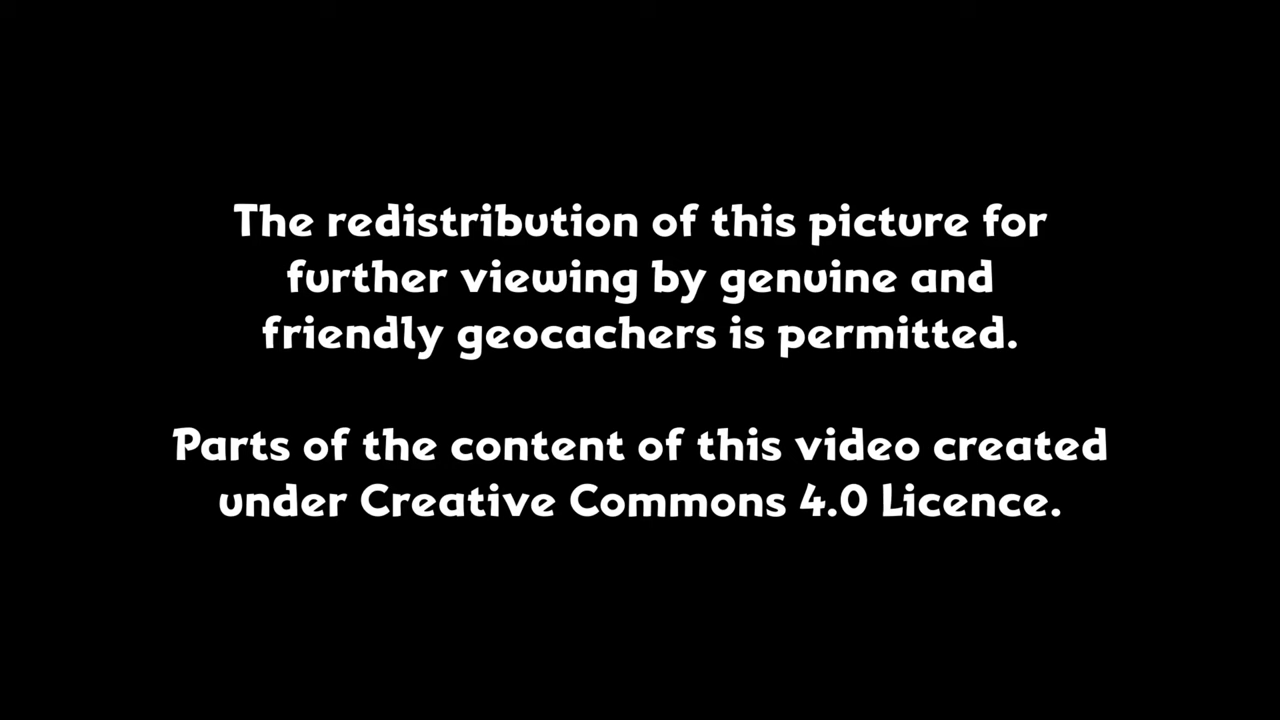 The redistribution of this picture for
further viewing by genuine and
friendly geocachers is permitted.
Parts of the content of this video created
under Creative Commons 4.0 Licence.